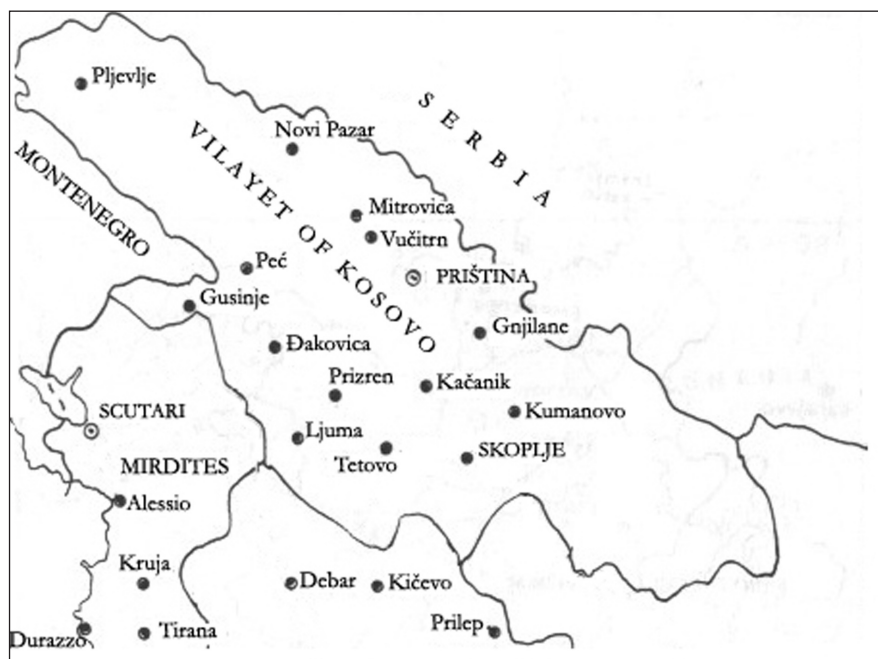 Pljevlje
SERBIA
Novi Pazar
VILAYET OF KOSOVO
MONTENEGRO
Mitrovica
Vučitrn
Peć
PRIŠTINA
Gusinje
Gnjilane
Đakovica
Prizren
Kačanik
SCUTARI
Kumanovo
Ljuma
Tetovo
SKOPLJE
MIRDITES
Alessio
Kruja
Debar
Kičevo
Durazzo
Tirana
Prilep